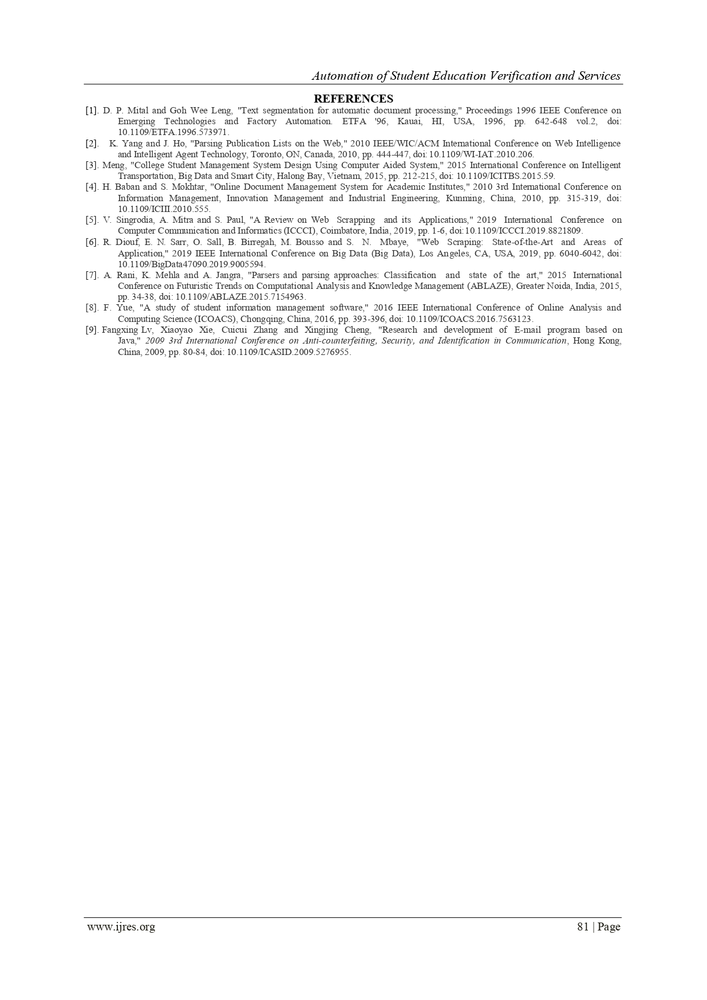 Automation of Student Education Verification and Services
REFERENCES
[1]. D. P. Mital and Goh Wee Leng, "Text segmentation for automatic document processing," Proceedings 1996 IEEE Conference on
Emerging Technologies and Factory Automation. ETFA '96, Kauai, HI, USA, 1996, pp. 642-648 vol.2, doi:
10.1109/ETFA.1996.573971.
[2]. K. Yang and J. Ho, "Parsing Publication Lists on the Web," 2010 IEEE/WIC/ACM International Conference on Web Intelligence
and Intelligent Agent Technology, Toronto, ON, Canada, 2010, pp. 444-447, doi: 10.1109/WI-IAT.2010.206.
[3]. Meng, "College Student Management System Design Using Computer Aided System," 2015 International Conference on Intelligent
Transportation, Big Data and Smart City, Halong Bay, Vietnam, 2015, pp. 212-215, doi: 10.1109/ICITBS.2015.59.
[4]. H. Baban and S. Mokhtar, "Online Document Management System for Academic Institutes," 2010 3rd International Conference on
Information Management, Innovation Management and Industrial Engineering, Kunming, China, 2010, pp. 315-319, doi:
10.1109/ICIII.2010.555.
[5]. V. Singrodia, A. Mitra and S. Paul, "A Review on Web Scrapping and its Applications," 2019 International Conference on
Computer Communication and Informatics (ICCCI), Coimbatore, India, 2019, pp. 1-6, doi: 10.1109/ICCCI.2019.8821809.
[6]. R. Diouf, E. N. Sarr, O. Sall, B. Birregah, M. Bousso and S. N. Mbaye, "Web Scraping: State-of-the-Art and Areas of
Application," 2019 IEEE International Conference on Big Data (Big Data), Los Angeles, CA, USA, 2019, pp. 6040-6042, doi:
10.1109/BigData47090.2019.9005594.
[7]. A. Rani, K. Mehla and A. Jangra, "Parsers and parsing approaches: Classification and state of the art," 2015 International
Conference on Futuristic Trends on Computational Analysis and Knowledge Management (ABLAZE), Greater Noida, India, 2015,
pp. 34-38, doi: 10.1109/ABLAZE.2015.7154963.
[8]. F. Yue, "A study of student information management software," 2016 IEEE International Conference of Online Analysis and
Computing Science (ICOACS), Chongqing, China, 2016, pp. 393-396, doi: 10.1109/ICOACS.2016.7563123.
[9]. Fangxing Lv, Xiaoyao Xie, Cuicui Zhang and Xingjing Cheng, "Research and development of E-mail program based on
Java," 2009 3rd International Conference on Anti-counterfeiting, Security, and Identification in Communication, Hong Kong,
China, 2009, pp. 80-84, doi: 10.1109/ICASID.2009.5276955.
www.ijres.org
81 | Page